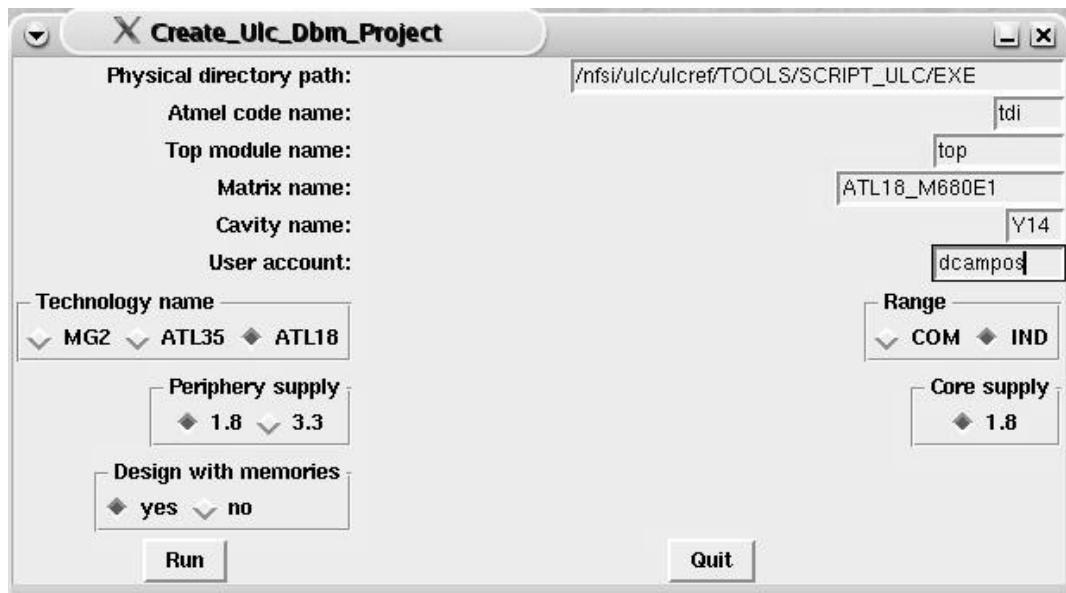 Create_Ulc_Dbm_Project
Physical directory path: /nfsi/ulc/ulcref/TOOLS/SCRIPT_ULC/EXE
Atmel code name: tdi
Top module name: top
Matrix name: ATL18_M680E1
Cavity name: Y14
User account: dcampos
Technology name Range
MG2 ATL35 ATL18 COM IND
Periphery supply Core supply
1.8 3.3 1.8
Design with memories
yes no
Run Quit